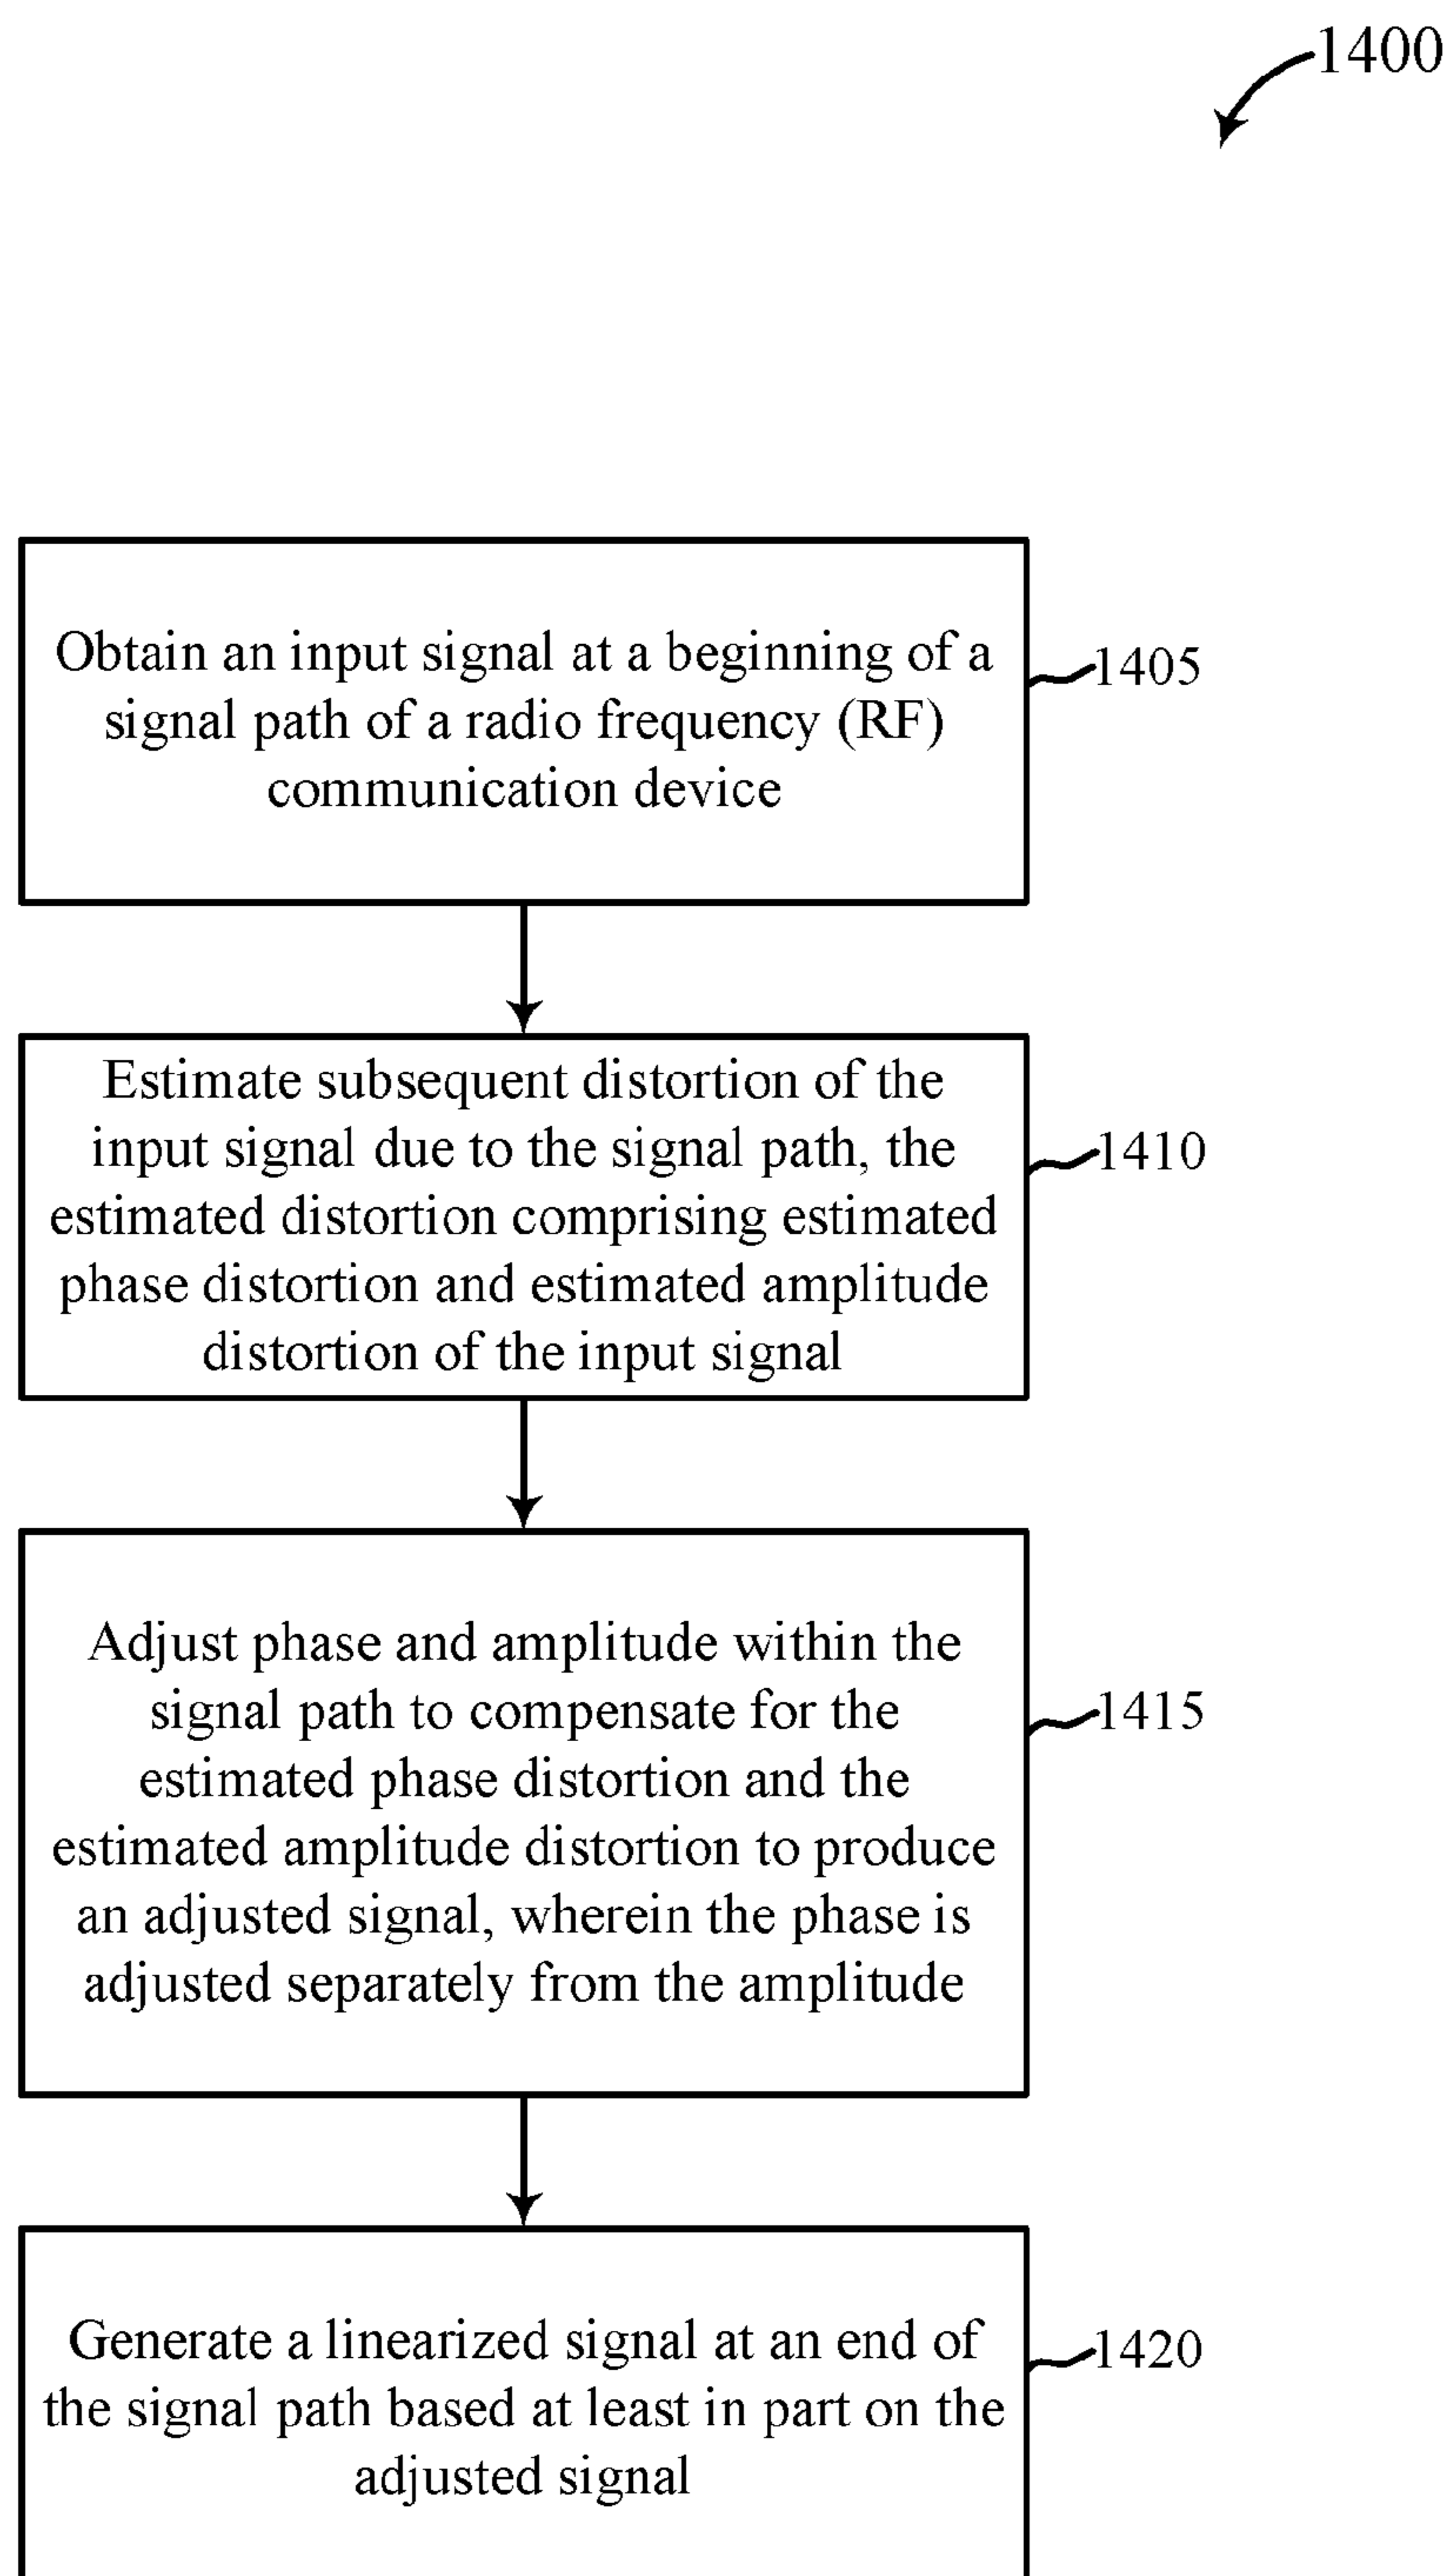 1400
Obtain an input signal at a beginning of a
signal path of a radio frequency (RF)
communication device
1405
Estimate subsequent distortion of the
input signal due to the signal path, the
estimated distortion comprising estimated
phase distortion and estimated amplitude
distortion of the input signal
1410
Adjust phase and amplitude within the
signal path to compensate for the
estimated phase distortion and the
estimated amplitude distortion to produce
an adjusted signal, wherein the phase is
adjusted separately from the amplitude
1415
Generate a linearized signal at an end of
the signal path based at least in part on the
adjusted signal
1420